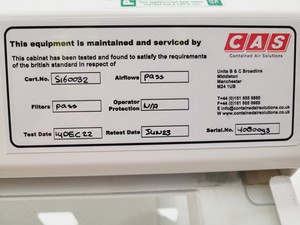 This equipment is maintained and serviced by
CAS
Contained Air Solutions
This cabinet has been tested and found to satisfy the requirements
of the british standard in respect of
Cert.No. S160032
Airflows Pass
Filters Pass
Operator Protection N/A
Test Date 14DEC22
Retest Date JUN23
Serial.No.
Units B & C Broadlink
Middleton
Manchester
M24 1UB